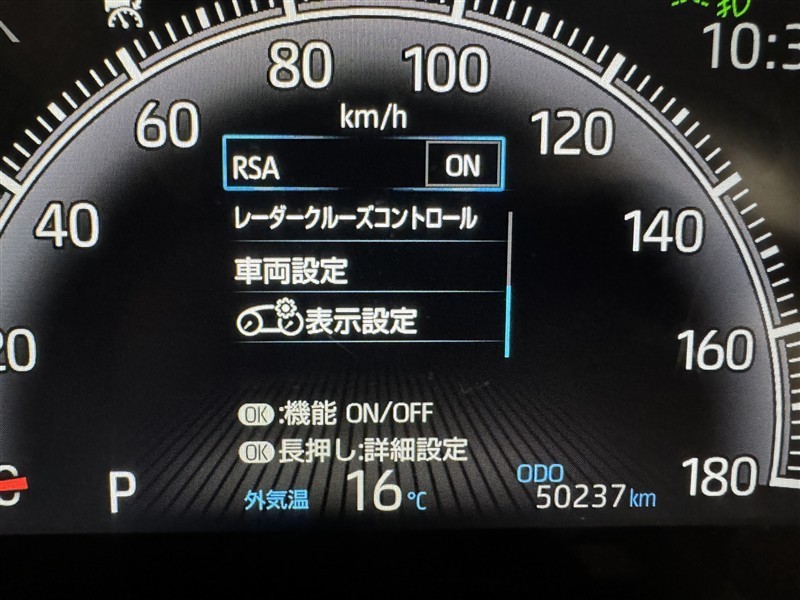 10:3
80
100
60
km/h
120
RSA
ON
40
レーダークルーズコントロール
140
車両設定
表示設定
20
160
OK:機能 ON/OFF
OK長押し:詳細設定
P
外気温 16℃
ODO
50237km
180